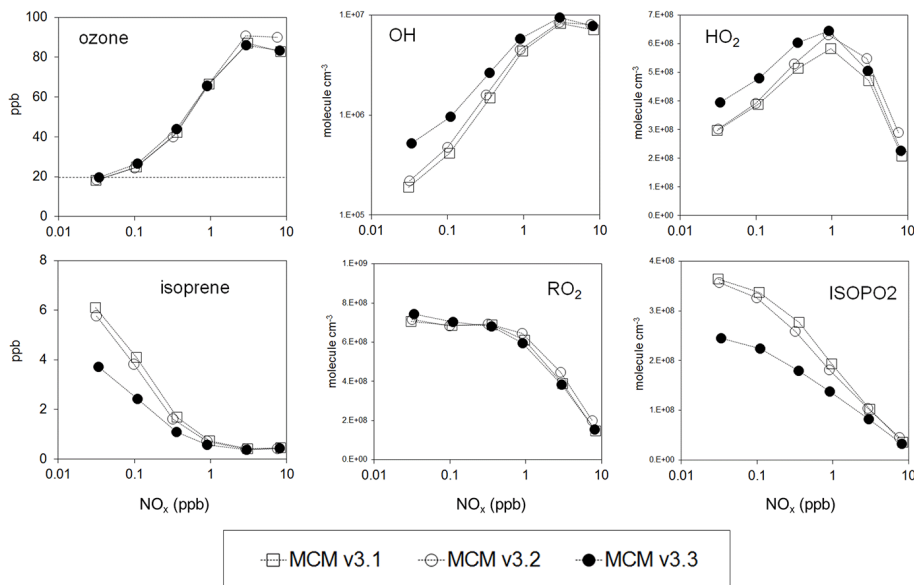 ozone
ppb
100
80
60
40
20
0
0.01
0.1
1
10
OH
molecule cm-3
1.E+07
1.E+06
1.E+05
0.01
0.1
1
10
HO2
molecule cm-3
7.E+08
6.E+08
5.E+08
4.E+08
3.E+08
2.E+08
1.E+08
0.E+00
0.01
0.1
1
10
isoprene
ppb
8
6
4
2
0
0.01
0.1
1
10
NOx (ppb)
RO2
molecule cm-3
1.E+09
8.E+08
6.E+08
4.E+08
2.E+08
0.E+00
0.01
0.1
1
10
NOx (ppb)
ISOPO2
molecule cm-3
4.E+08
3.E+08
2.E+08
1.E+08
0.E+00
0.01
0.1
1
10
NOx (ppb)
MCM v3.1 MCM v3.2 MCM v3.3